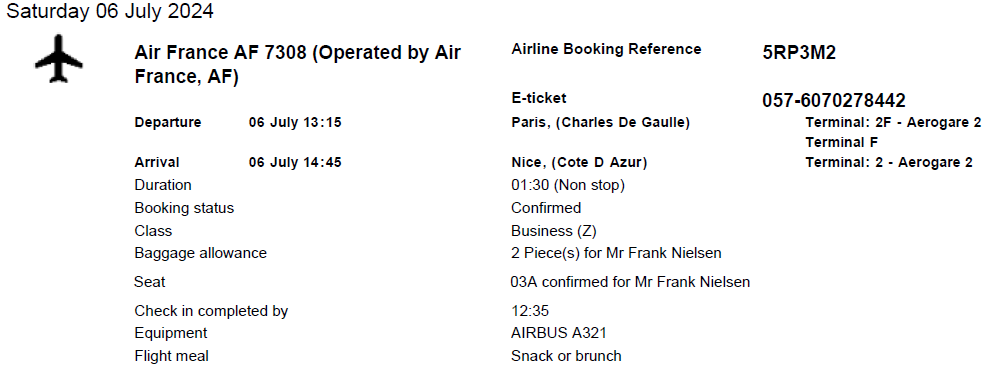 Saturday 06 July 2024
Air France AF 7308 (Operated by Air France, AF)
Airline Booking Reference 5RP3M2
E-ticket 057-6070278442
Departure 06 July 13:15 Paris, (Charles De Gaulle) Terminal: 2F - Aerogare 2 Terminal F
Arrival 06 July 14:45 Nice, (Cote D Azur) Terminal: 2 - Aerogare 2
Duration 01:30 (Non stop)
Booking status Confirmed
Class Business (Z)
Baggage allowance 2 Piece(s) for Mr Frank Nielsen
Seat 03A confirmed for Mr Frank Nielsen
Check in completed by 12:35
Equipment AIRBUS A321
Flight meal Snack or brunch